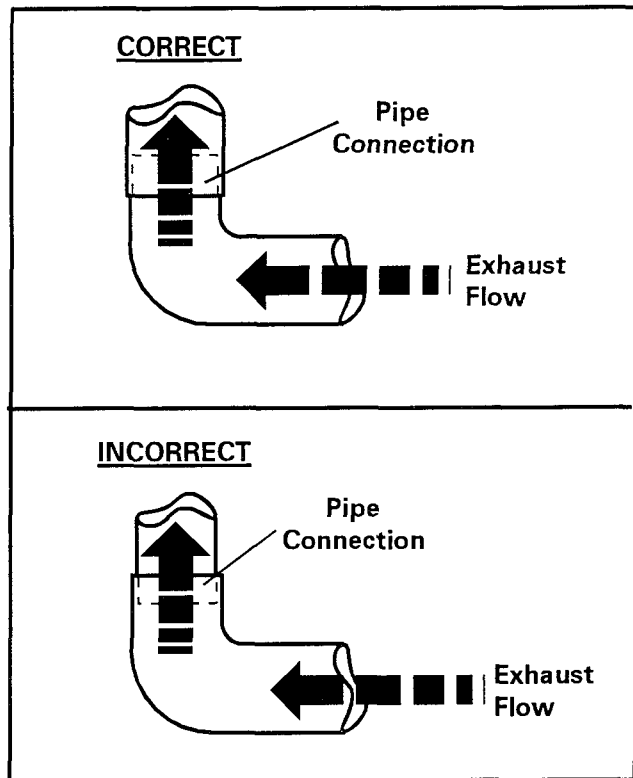 CORRECT
Pipe
Connection
Exhaust
Flow
INCORRECT
Pipe
Connection
Exhaust
Flow